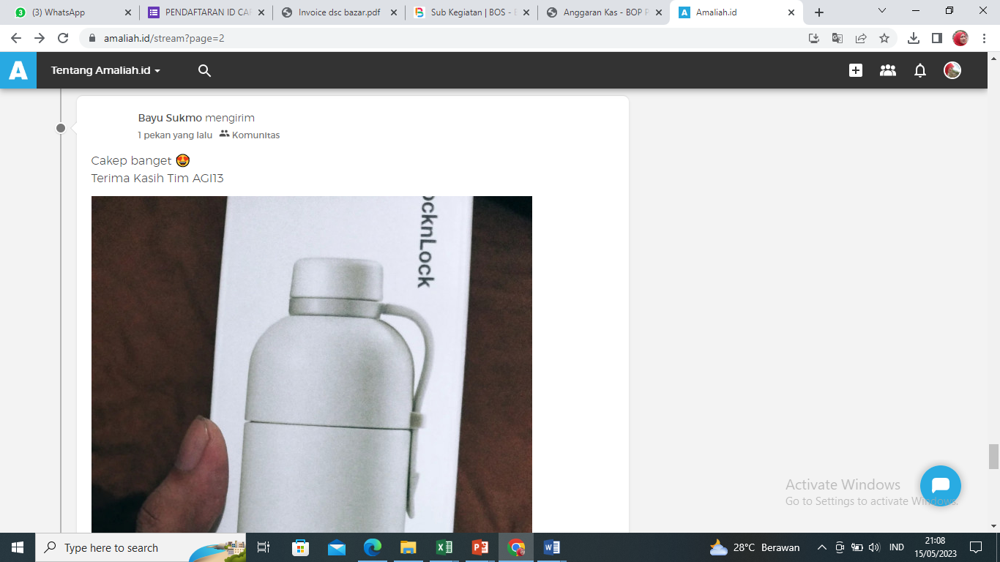 (3) WhatsApp
PENDAFTARAN ID CAR
Invoice dsc bazar.pdf
Sub Kegiatan | BOS - B
Anggaran Kas - BOP P
Amaliah.id
amaliah.id/stream?page=2
A Tentang Amaliah.id
Bayu Sukmo mengirim
1 pekan yang lalu Komunitas
Cakep banget 😍
Terima Kasih Tim AGI13
ocknLock
Activate Windows
Go to Settings to activate Windows.
Type here to search
28°C Berawan
IND
21:08
15/05/2023